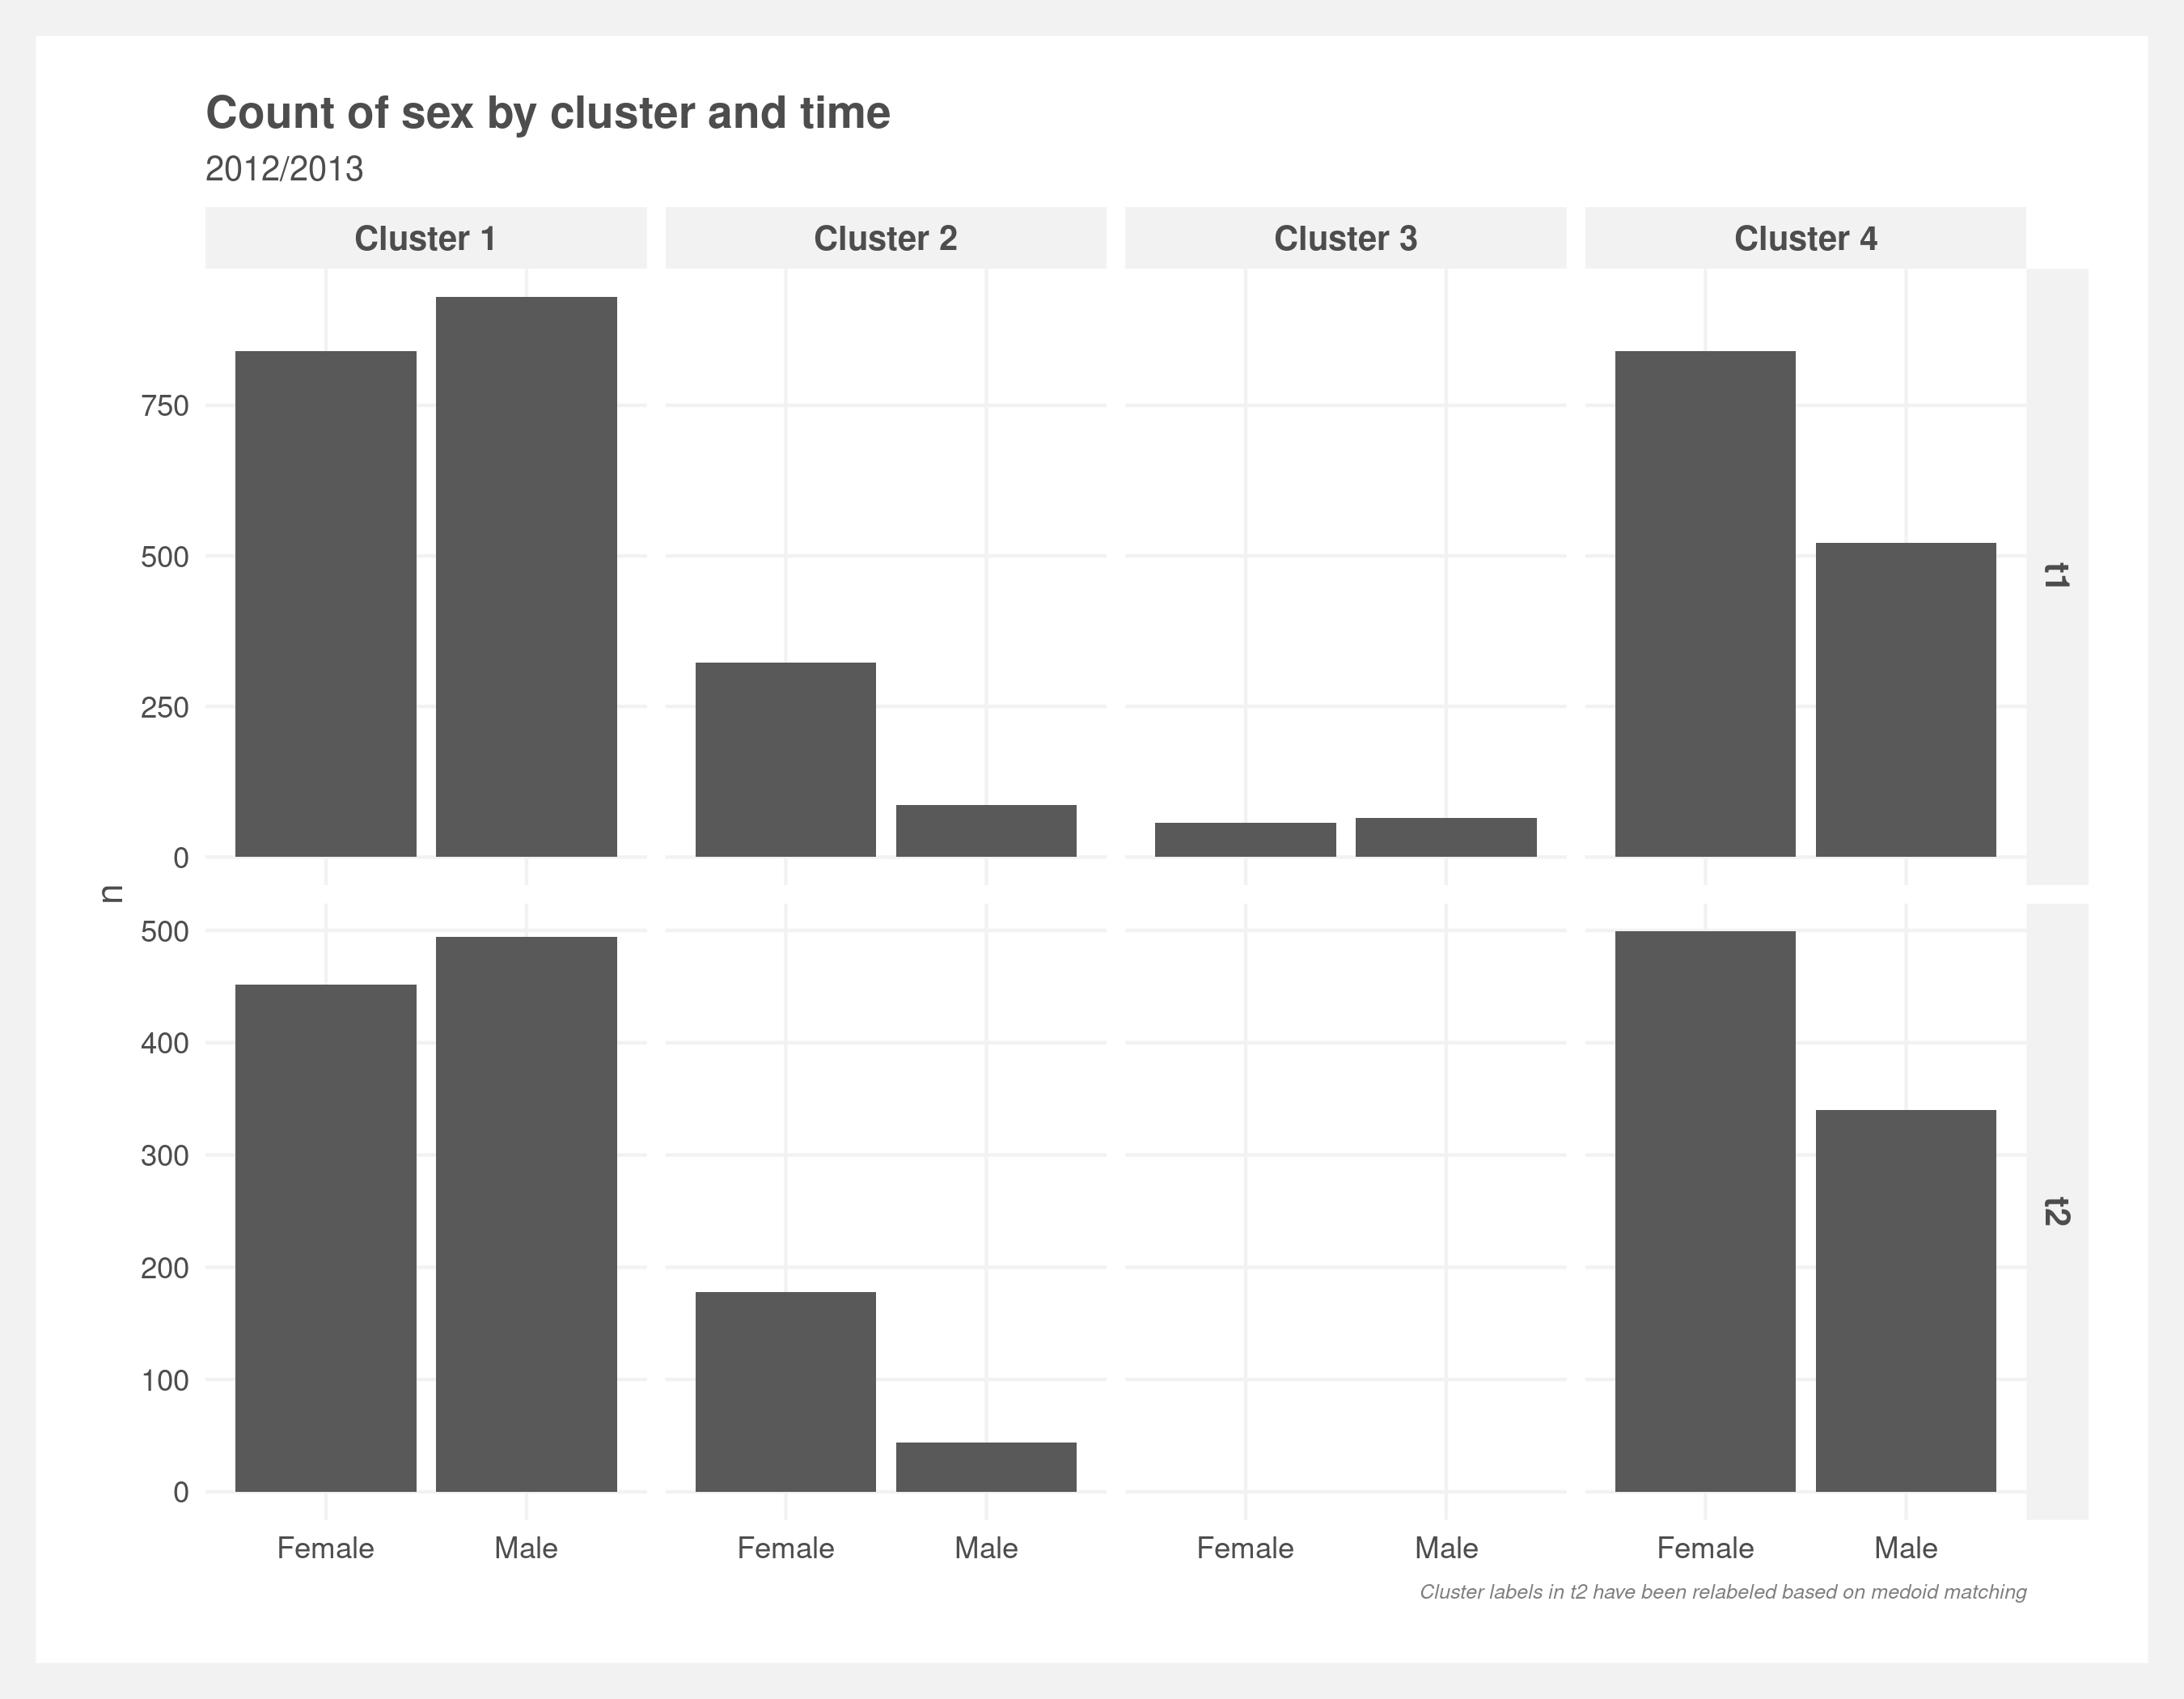 Count of sex by cluster and time
2012/2013
Cluster 1 Cluster 2 Cluster 3 Cluster 4
750
500
250
0
t1
n
500
400
300
200
100
0
t2
Female Male Female Male Female Male Female Male
Cluster labels in t2 have been relabeled based on medoid matching